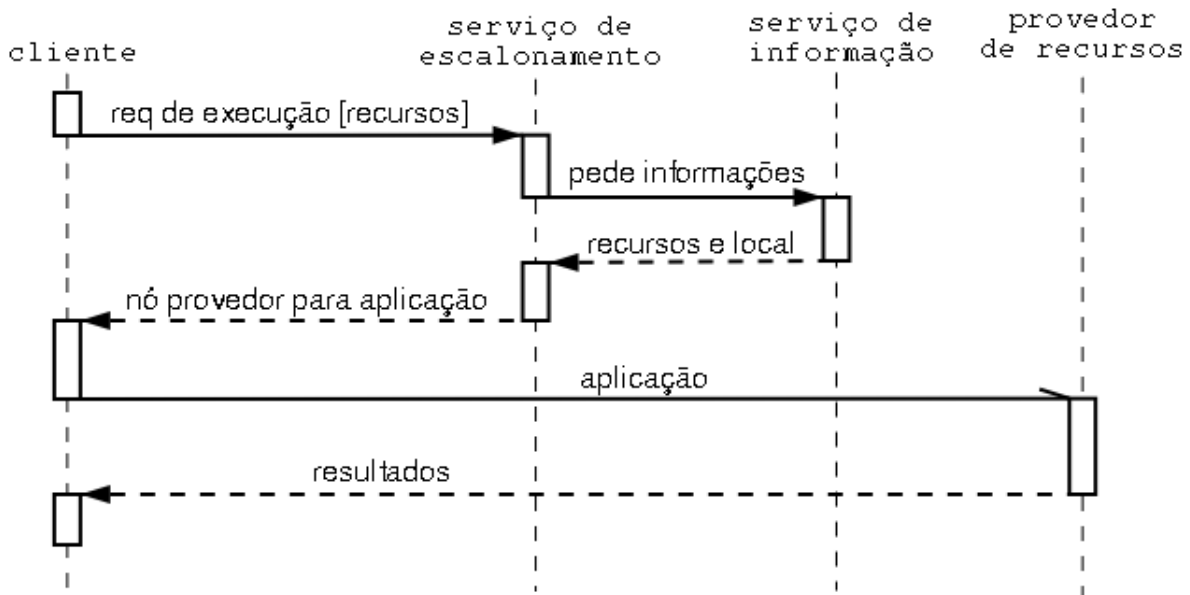 cliente
serviço de
escalonamento
serviço de
informação
provedor
de recursos
req de execução [recursos]
pede informações
recursos e local
nó provedor para aplicação
aplicação
resultados